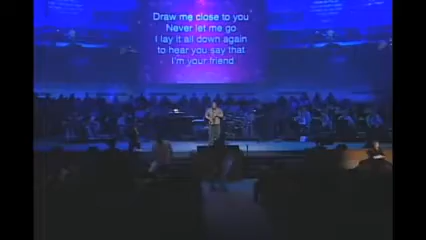 Draw me close to you
Never let me go
I lay it all down again
to hear you say that
I'm your friend